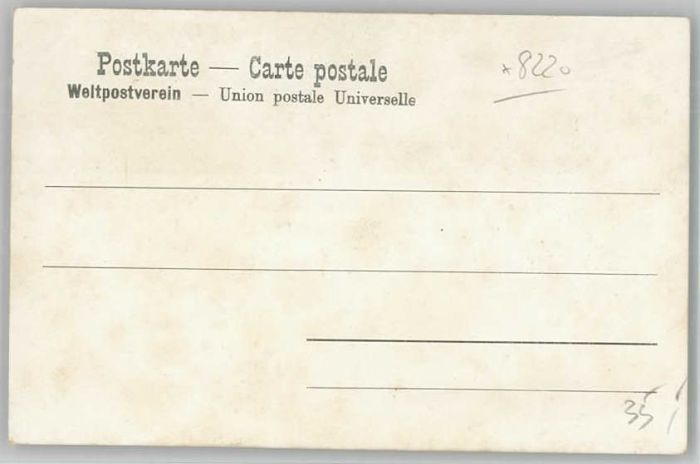 Postkarte — Carte postale
*8220
Weltpostverein — Union postale Universelle
35